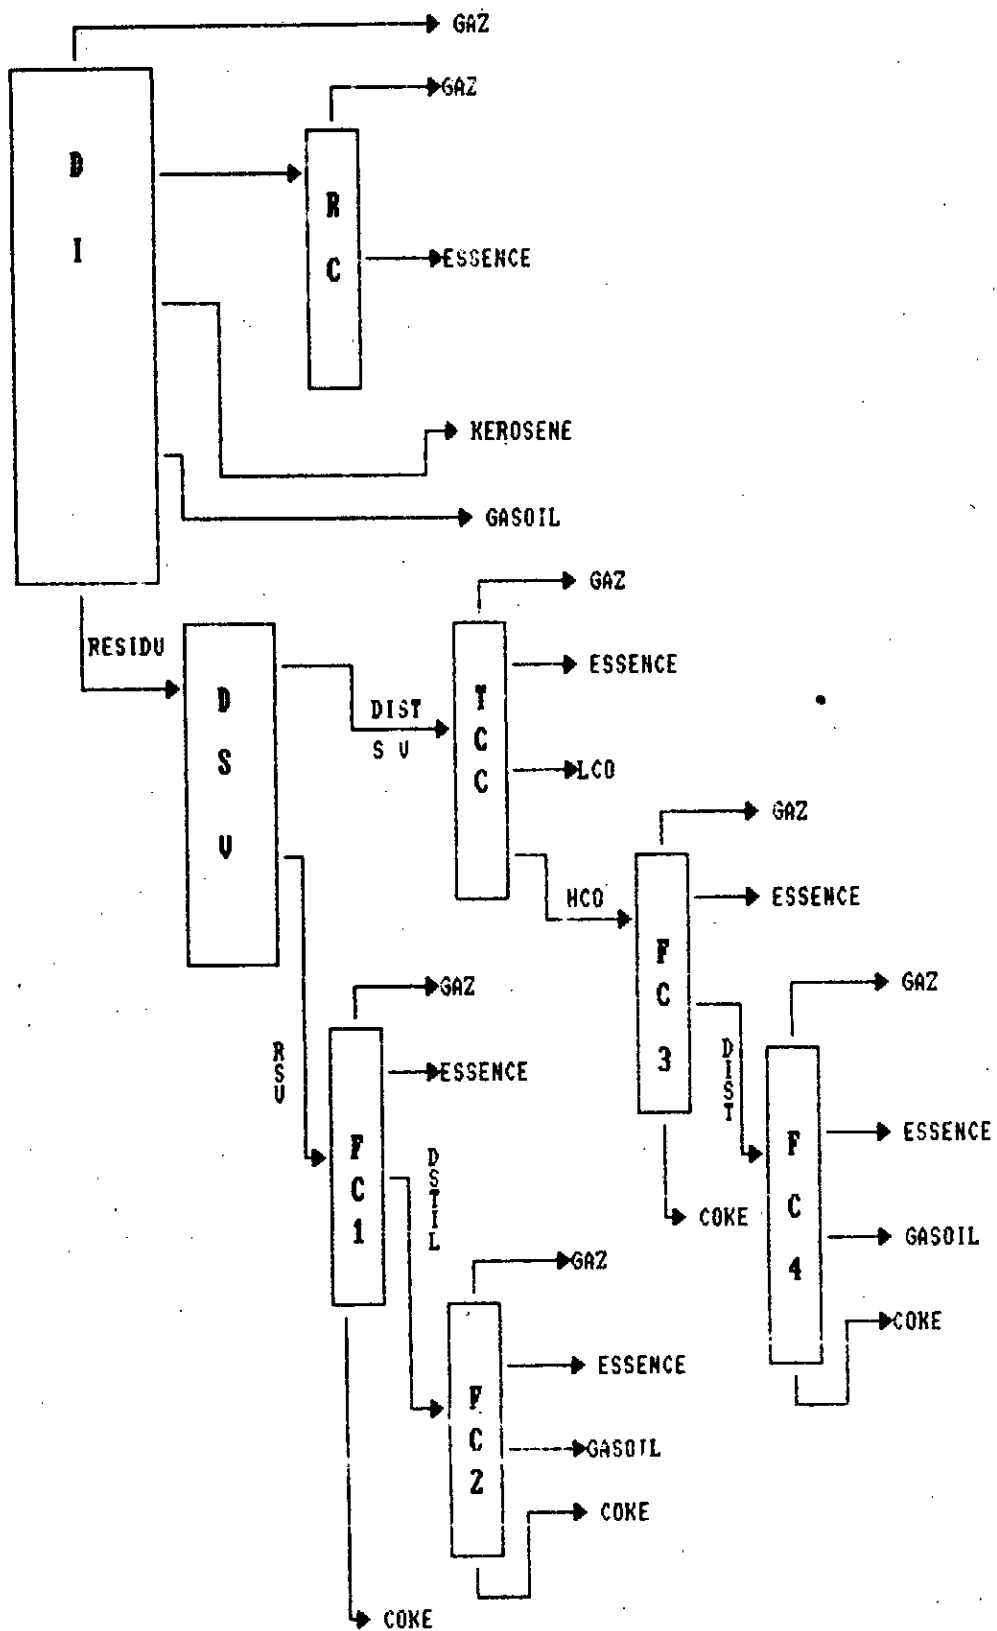 GAZ
GAZ
D
I
R
C
ESSENCE
KEROSENE
GASOIL
RESIDU
D
S
V
DIST
S V
GAZ
ESSENCE
T
C
C
LCO
HCO
GAZ
ESSENCE
F
C
3
DIST
GAZ
ESSENCE
F
C
4
GASOIL
COKE
COKE
RSV
GAZ
ESSENCE
F
C
1
DSTIL
GAZ
ESSENCE
F
C
2
GASOIL
COKE
COKE